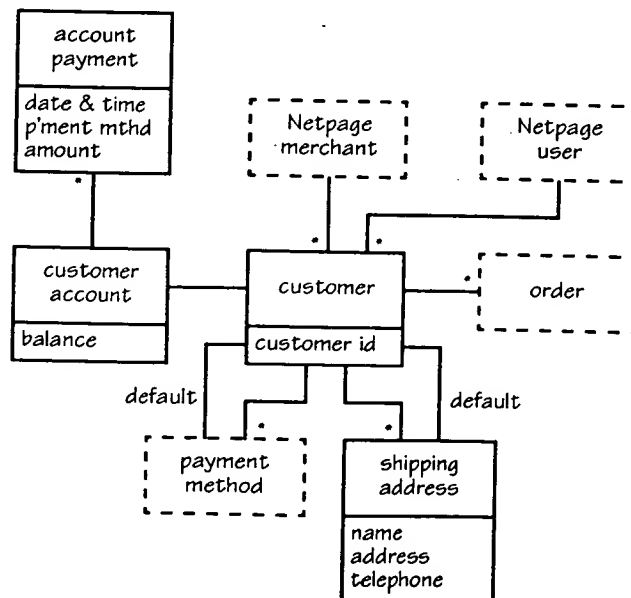 account
payment
date & time
p'ment mthd
amount
*
Netpage
merchant
*
Netpage
user
*
customer
account
balance
customer
customer id
*
order
default
*
payment
method
default
*
shipping
address
name
address
telephone